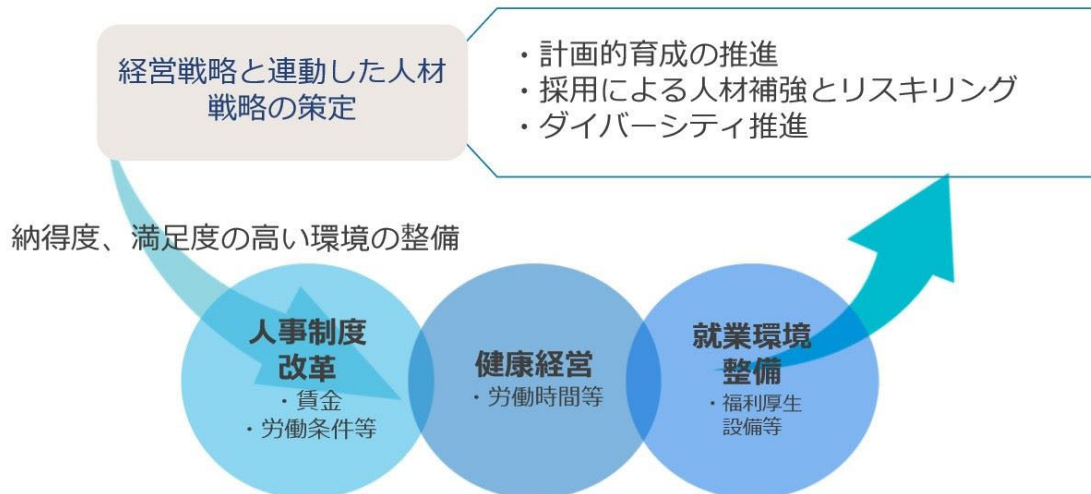 経営戦略と連動した人材
戦略の策定
・計画的育成の推進
・採用による人材補強とリスキリング
・ダイバーシティ推進
納得度、満足度の高い環境の整備
人事制度
改革
・賃金
・労働条件等
健康経営
・労働時間等
就業環境
整備
・福利厚生
設備等